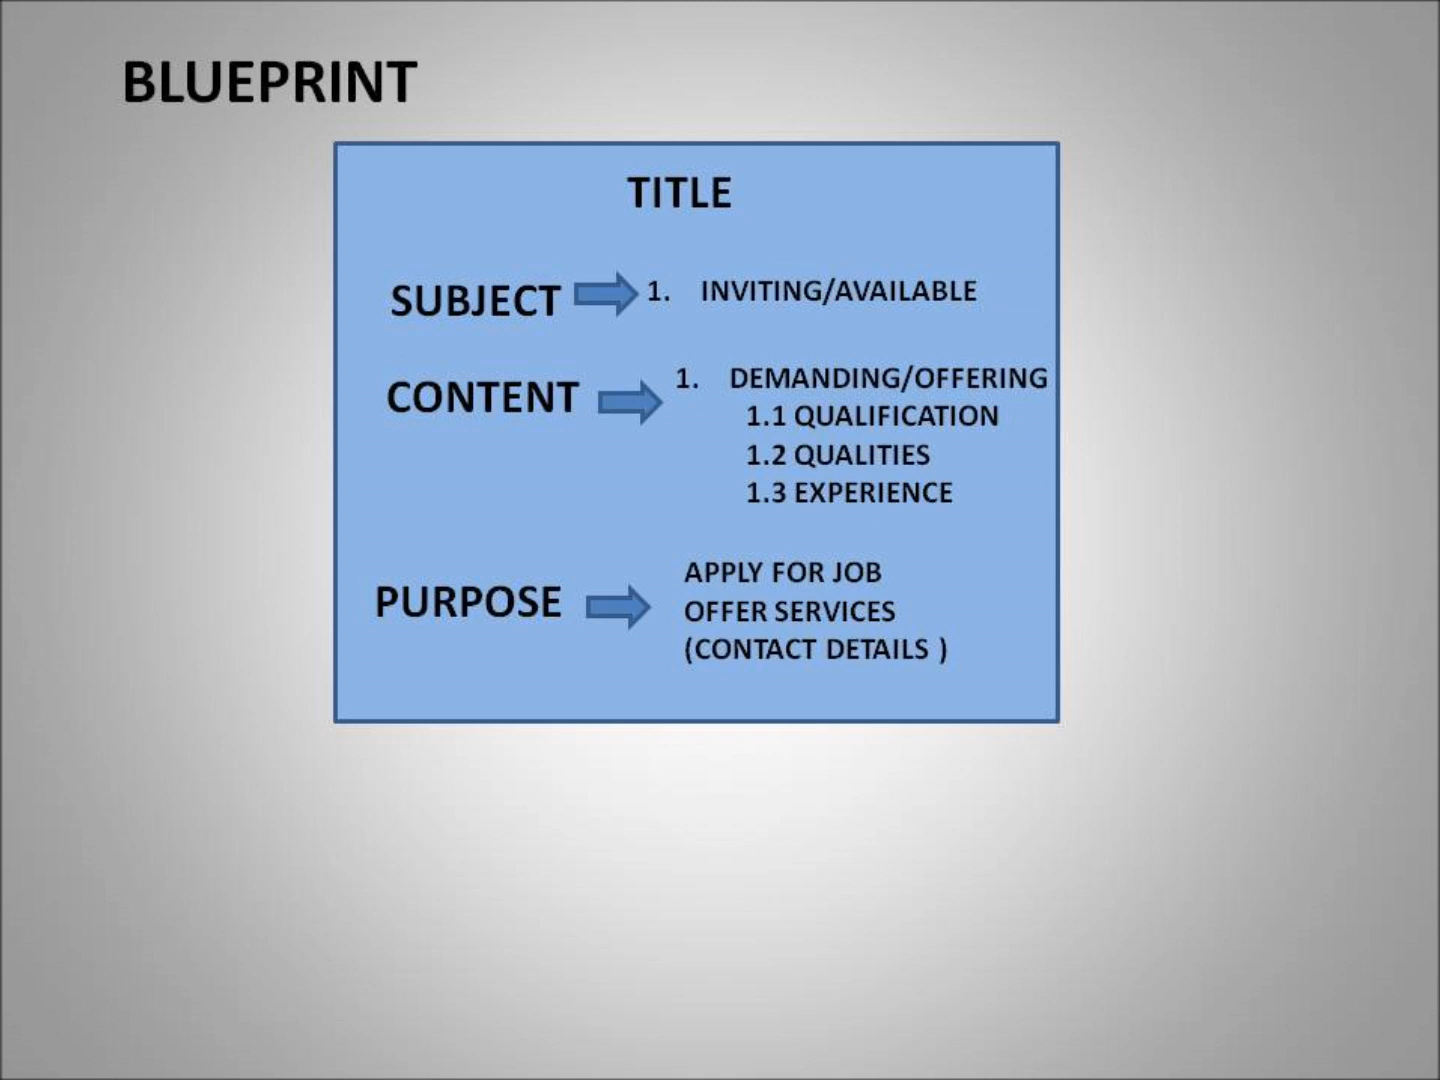 BLUEPRINT
TITLE
SUBJECT 1. INVITING/AVAILABLE
CONTENT 1. DEMANDING/OFFERING
1.1 QUALIFICATION
1.2 QUALITIES
1.3 EXPERIENCE
PURPOSE APPLY FOR JOB
OFFER SERVICES
(CONTACT DETAILS )